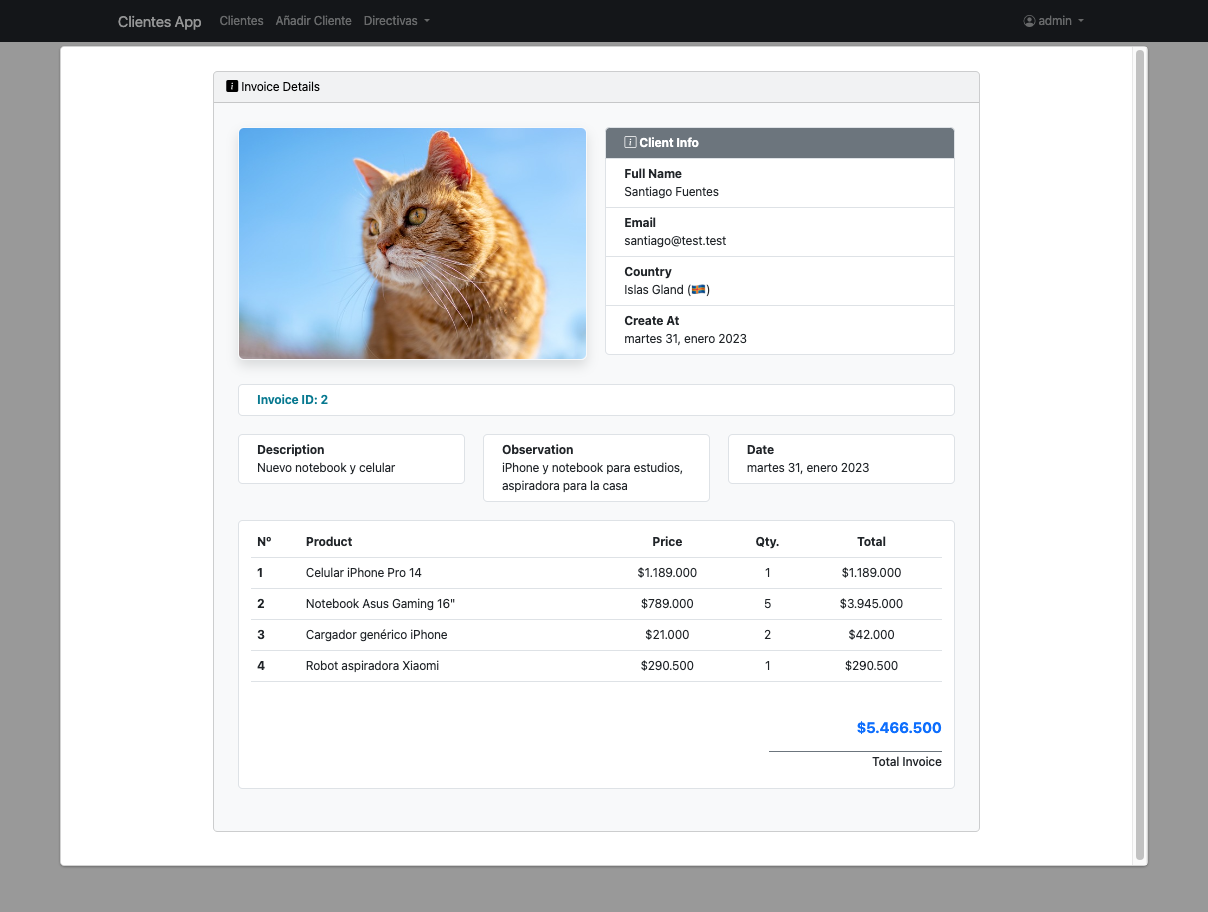 Clientes App Clientes Añadir Cliente Directivas admin
Invoice Details
Client Info
Full Name
Santiago Fuentes
Email
santiago@test.test
Country
Islas Gland (🇦🇽)
Create At
martes 31, enero 2023
Invoice ID: 2
Description
Nuevo notebook y celular
Observation
iPhone y notebook para estudios,
aspiradora para la casa
Date
martes 31, enero 2023
Nº Product Price Qty. Total
1 Celular iPhone Pro 14 $1.189.000 1 $1.189.000
2 Notebook Asus Gaming 16" $789.000 5 $3.945.000
3 Cargador genérico iPhone $21.000 2 $42.000
4 Robot aspiradora Xiaomi $290.500 1 $290.500
$5.466.500
Total Invoice